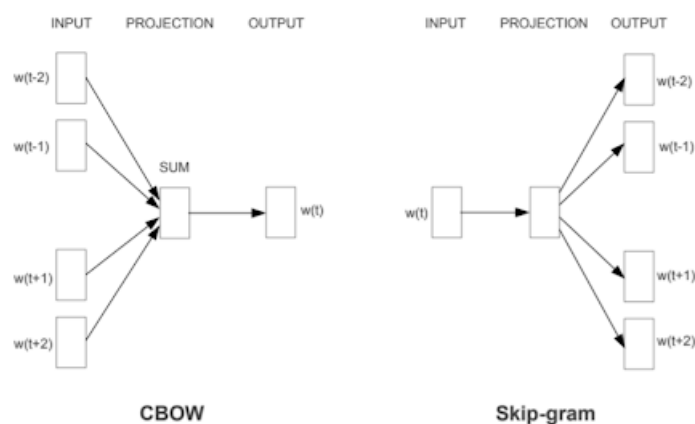 INPUT PROJECTION OUTPUT
w(t-2)
w(t-1)
SUM
w(t)
w(t+1)
w(t+2)
CBOW
INPUT PROJECTION OUTPUT
w(t-2)
w(t-1)
w(t)
w(t+1)
w(t+2)
Skip-gram